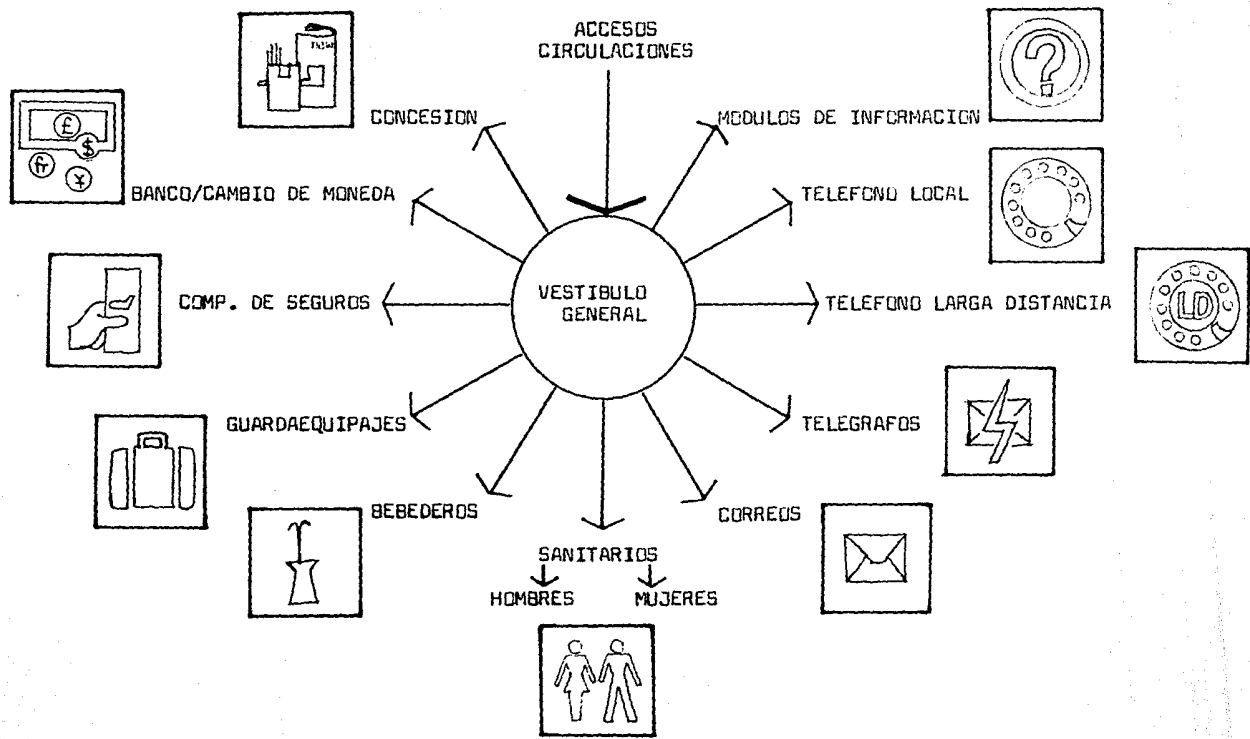 ACCESOS
CIRCULACIONES
CONCESION
MODULOS DE INFORMACION
?
£
$
fr
¥
BANCO/CAMBIO DE MONEDA
TELEFONO LOCAL
COMP. DE SEGUROS
VESTIBULO
GENERAL
TELEFONO LARGA DISTANCIA
LD
GUARDAEQUIPAJES
TELEGRAFOS
BEBEDEROS
CORREOS
SANITARIOS
HOMBRES
MUJERES